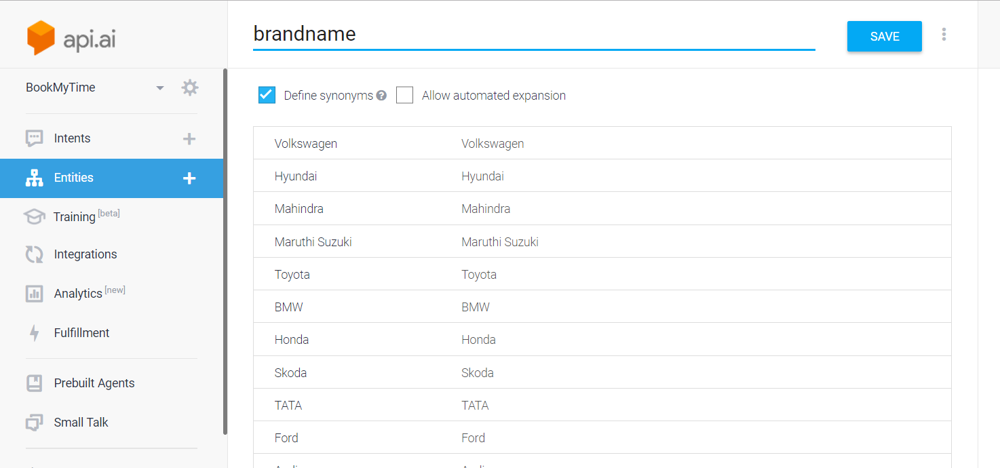 api.ai
brandname
SAVE
BookMyTime
Define synonyms ? Allow automated expansion
Intents +
Entities +
Training [beta]
Integrations
Analytics [new]
Fulfillment
Prebuilt Agents
Small Talk
Volkswagen Volkswagen
Hyundai Hyundai
Mahindra Mahindra
Maruthi Suzuki Maruthi Suzuki
Toyota Toyota
BMW BMW
Honda Honda
Skoda Skoda
TATA TATA
Ford Ford